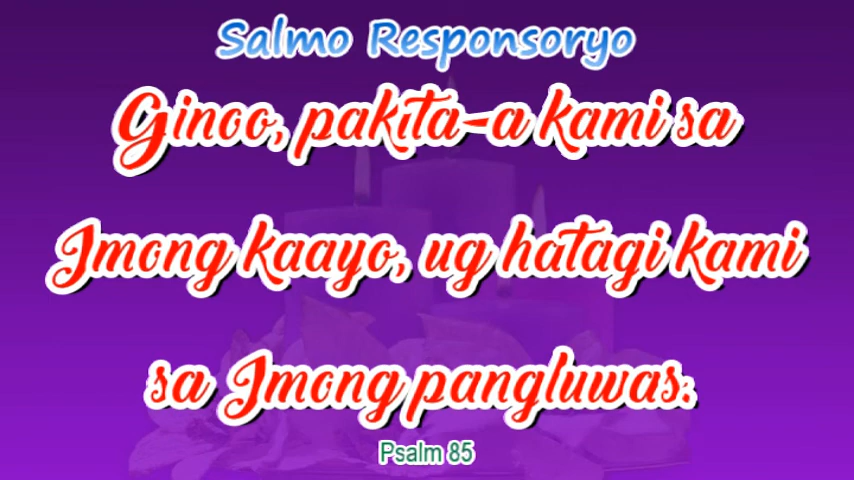 Salmo Responsoryo
Ginoo, pakita-a kami sa
Imong kaayo, ug hatagi kami
sa Imong pangluwas.
Psalm 85